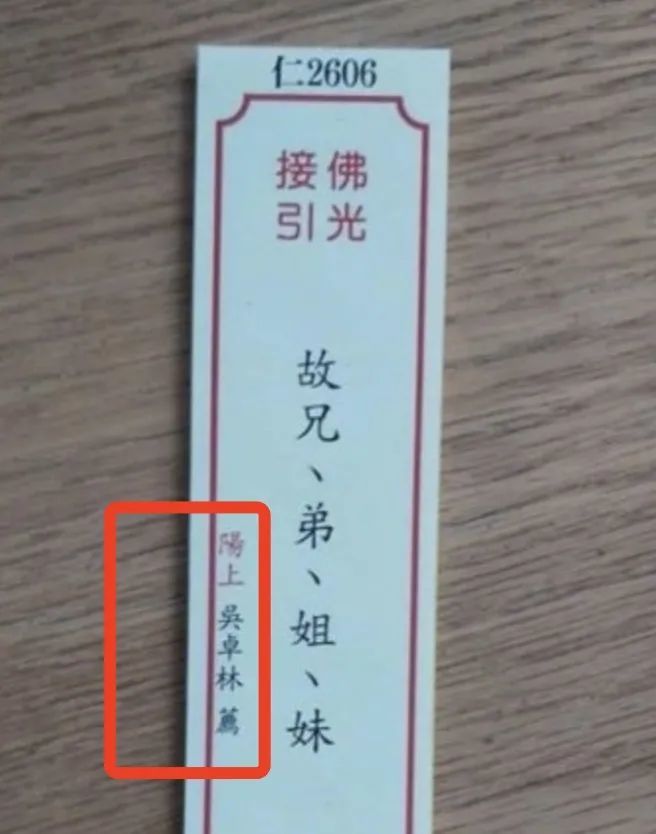 仁2606
佛光
接引
故兄、弟、姐、妹
陽上 吳卓林 薦